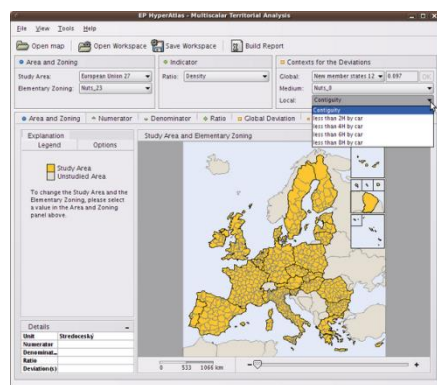 EP HyperAtlas - Multiscalar Territorial Analysis
File View Tools Help
Open map Open Workspace Save Workspace Build Report
Area and Zoning
Study Area: European Union 27
Elementary Zoning: Nuts_23
Indicator
Ratio: Density
Contexts for the Deviations
Global: New member states 12 0.097 OK
Medium: Nuts_0
Local: Contiguity
Contiguity
less than 2H by car
less than 4H by car
less than 6H by car
less than 8H by car
Area and Zoning Numerator Denominator Ratio Global Deviation
Explanation
Legend Options
Study Area
Unstudied Area
To change the Study Area and the
Elementary Zoning, please select
a value in the Area and Zoning
panel above.
Study Area and Elementary Zoning
Details
Unit Stredoceský
Numerator
Denominat...
Ratio
Deviation(s)
0 533 1066 km
- +